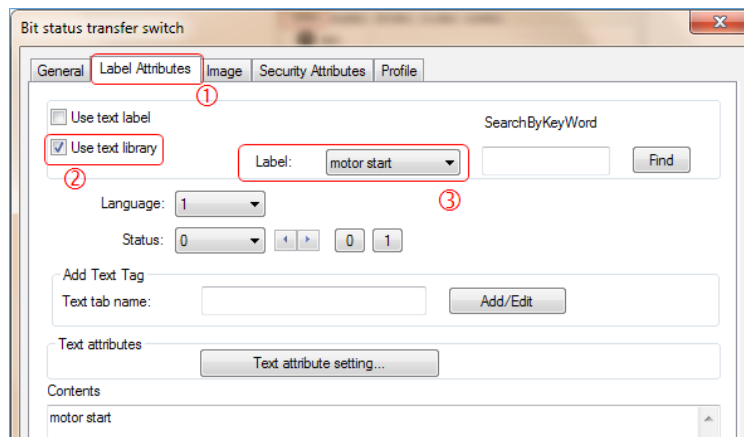 Bit status transfer switch
General Label Attributes Image Security Attributes Profile
①
Use text label
SearchByKeyWord
Use text library
Label: motor start Find
②
③
Language: 1
Status: 0 0 1
Add Text Tag
Text tab name: Add/Edit
Text attributes
Text attribute setting...
Contents
motor start